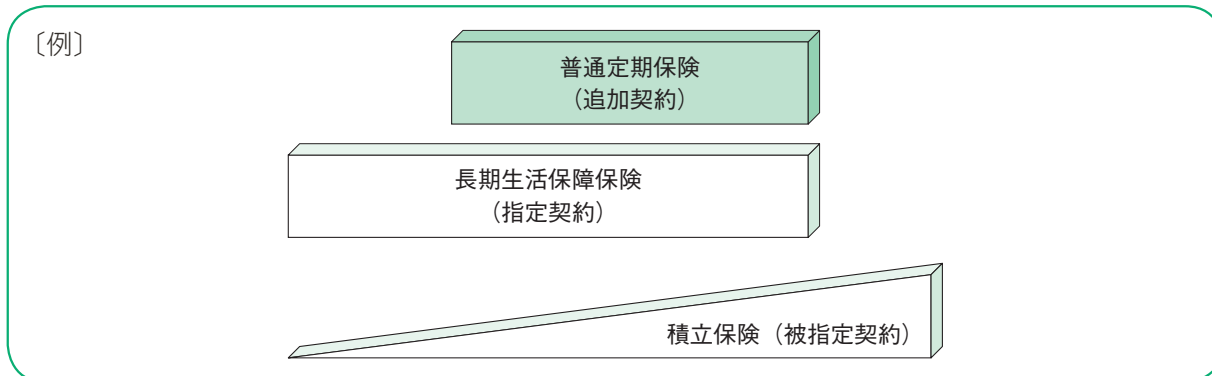 〔例〕
普通定期保険
（追加契約）
長期生活保障保険
（指定契約）
積立保険（被指定契約）